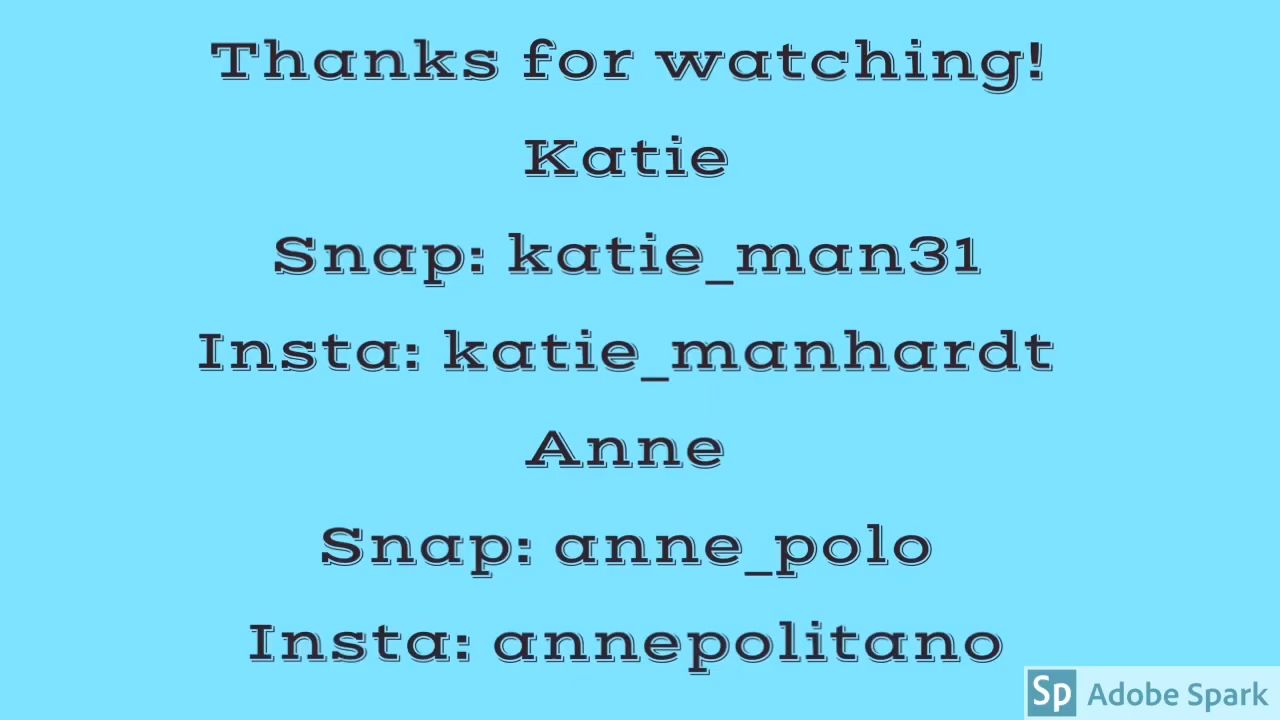 Thanks for watching!
Katie
Snap: katie_man31
Insta: katie_manhardt
Anne
Snap: anne_polo
Insta: annepolitano
Sp Adobe Spark